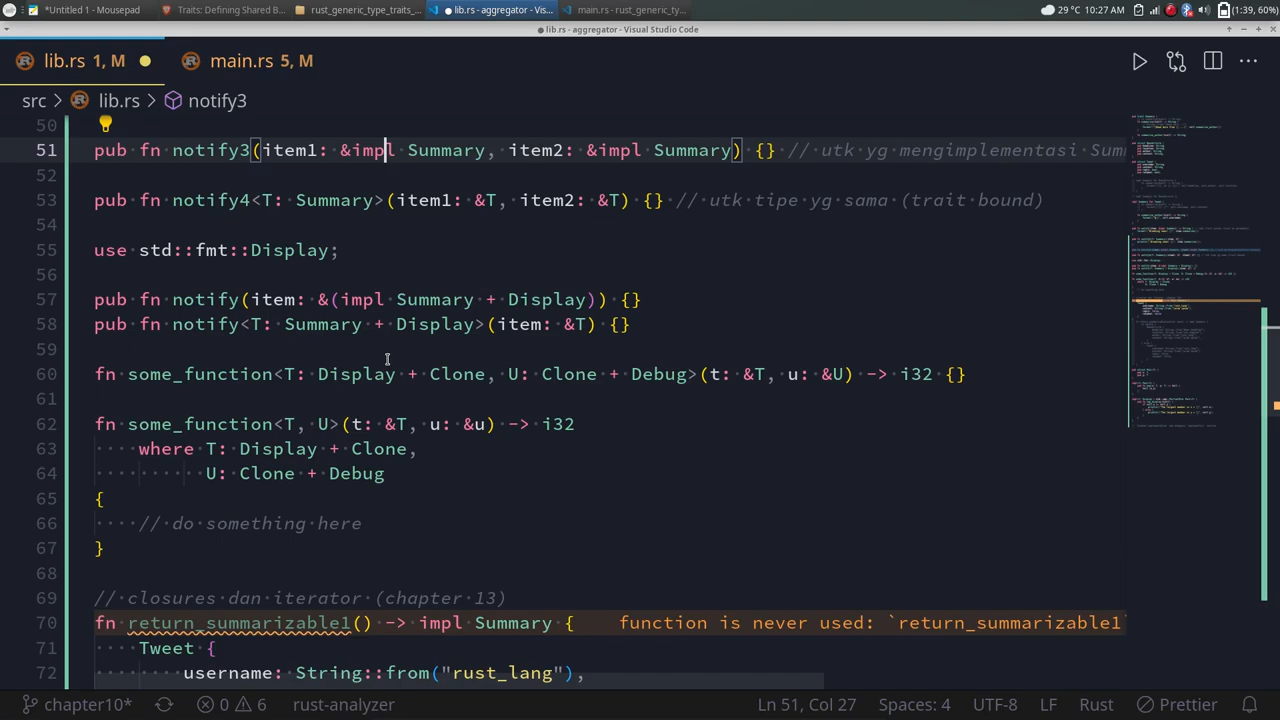 *Untitled 1 - Mousepad
Traits: Defining Shared B...
rust_generic_type_traits_...
lib.rs - aggregator - Vis...
main.rs - rust_generic_ty...
29 °C
10:27 AM
(1:39, 60%)
● lib.rs - aggregator - Visual Studio Code
lib.rs 1, M
main.rs 5, M
src > lib.rs > notify3
50
51 pub fn notify3(item1: &impl Summary, item2: &impl Summary) {} // utk yg mengimplementasi Sum
52
53 pub fn notify4<T: Summary>(item1: &T, item2: &T) {} // utk tipe yg sama (trait bound)
54
55 use std::fmt::Display;
56
57 pub fn notify(item: &(impl Summary + Display)) {}
58 pub fn notify<T: Summary + Display>(item: &T) {}
59
60 fn some_function<T: Display + Clone, U: Clone + Debug>(t: &T, u: &U) -> i32 {}
61
62 fn some_function<T, U>(t: &T, u: &u) -> i32
63 where T: Display + Clone,
64 U: Clone + Debug
65 {
66 // do something here
67 }
68
69 // closures dan iterator (chapter 13)
70 fn return_summarizable1() -> impl Summary { function is never used: `return_summarizable1`
71 Tweet {
72 username: String::from("rust_lang"),
chapter10*
0
6
rust-analyzer
Ln 51, Col 27
Spaces: 4
UTF-8
LF
Rust
Prettier